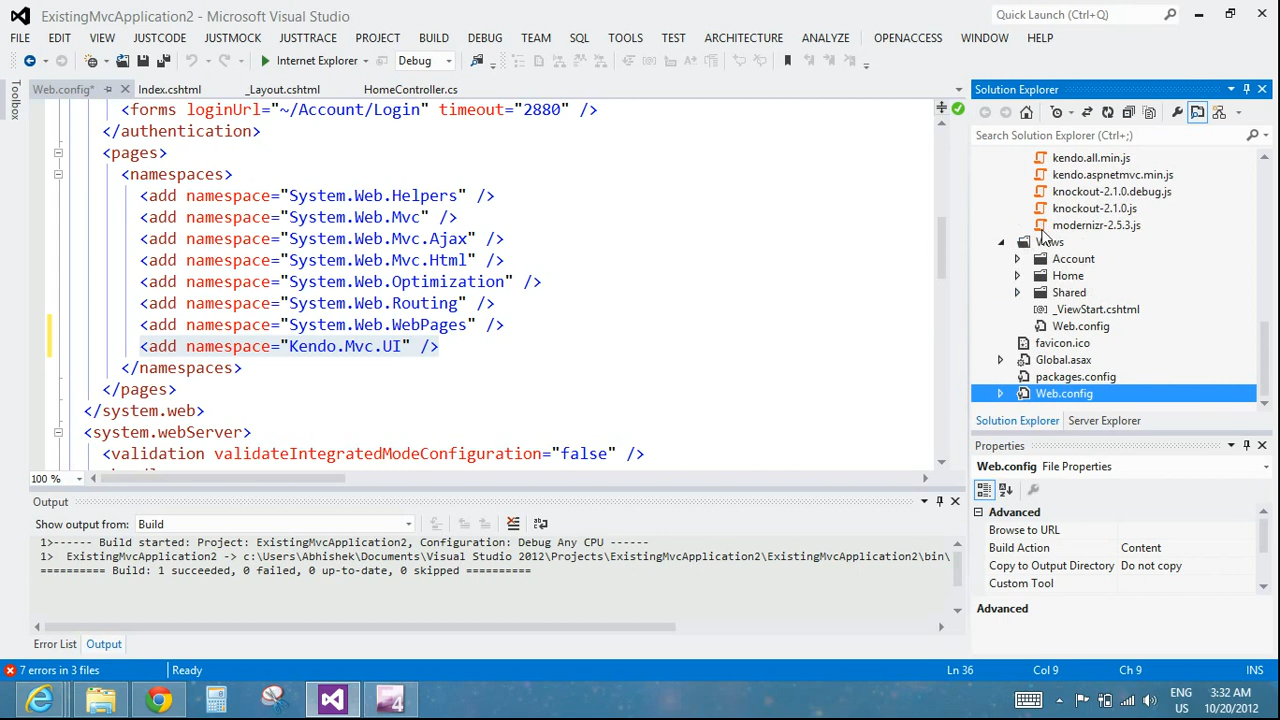 ExistingMvcApplication2 - Microsoft Visual Studio
Quick Launch (Ctrl+Q)
FILE EDIT VIEW JUSTCODE JUSTMOCK JUSTTRACE PROJECT BUILD DEBUG TEAM SQL TOOLS TEST ARCHITECTURE ANALYZE OPENACCESS WINDOW HELP
Internet Explorer Debug
Toolbox
Web.config* Index.cshtml _Layout.cshtml HomeController.cs
<forms loginUrl="~/Account/Login" timeout="2880" />
</authentication>
<pages>
<namespaces>
<add namespace="System.Web.Helpers" />
<add namespace="System.Web.Mvc" />
<add namespace="System.Web.Mvc.Ajax" />
<add namespace="System.Web.Mvc.Html" />
<add namespace="System.Web.Optimization" />
<add namespace="System.Web.Routing" />
<add namespace="System.Web.WebPages" />
<add namespace="Kendo.Mvc.UI" />
</namespaces>
</pages>
</system.web>
<system.webServer>
<validation validateIntegratedModeConfiguration="false" />
100 %
Output
Show output from: Build
1>------ Build started: Project: ExistingMvcApplication2, Configuration: Debug Any CPU ------
1>  ExistingMvcApplication2 -> c:\Users\Abhishek\Documents\Visual Studio 2012\Projects\ExistingMvcApplication2\ExistingMvcApplication2\bin\
========== Build: 1 succeeded, 0 failed, 0 up-to-date, 0 skipped ==========
Error List Output
Solution Explorer
Search Solution Explorer (Ctrl+;)
kendo.all.min.js
kendo.aspnetmvc.min.js
knockout-2.1.0.debug.js
knockout-2.1.0.js
modernizr-2.5.3.js
Views
Account
Home
Shared
_ViewStart.cshtml
Web.config
favicon.ico
Global.asax
packages.config
Web.config
Solution Explorer Server Explorer
Properties
Web.config File Properties
Advanced
Browse to URL
Build Action Content
Copy to Output Directory Do not copy
Custom Tool
Advanced
7 errors in 3 files Ready Ln 36 Col 9 Ch 9 INS
4
ENG 3:32 AM
US 10/20/2012